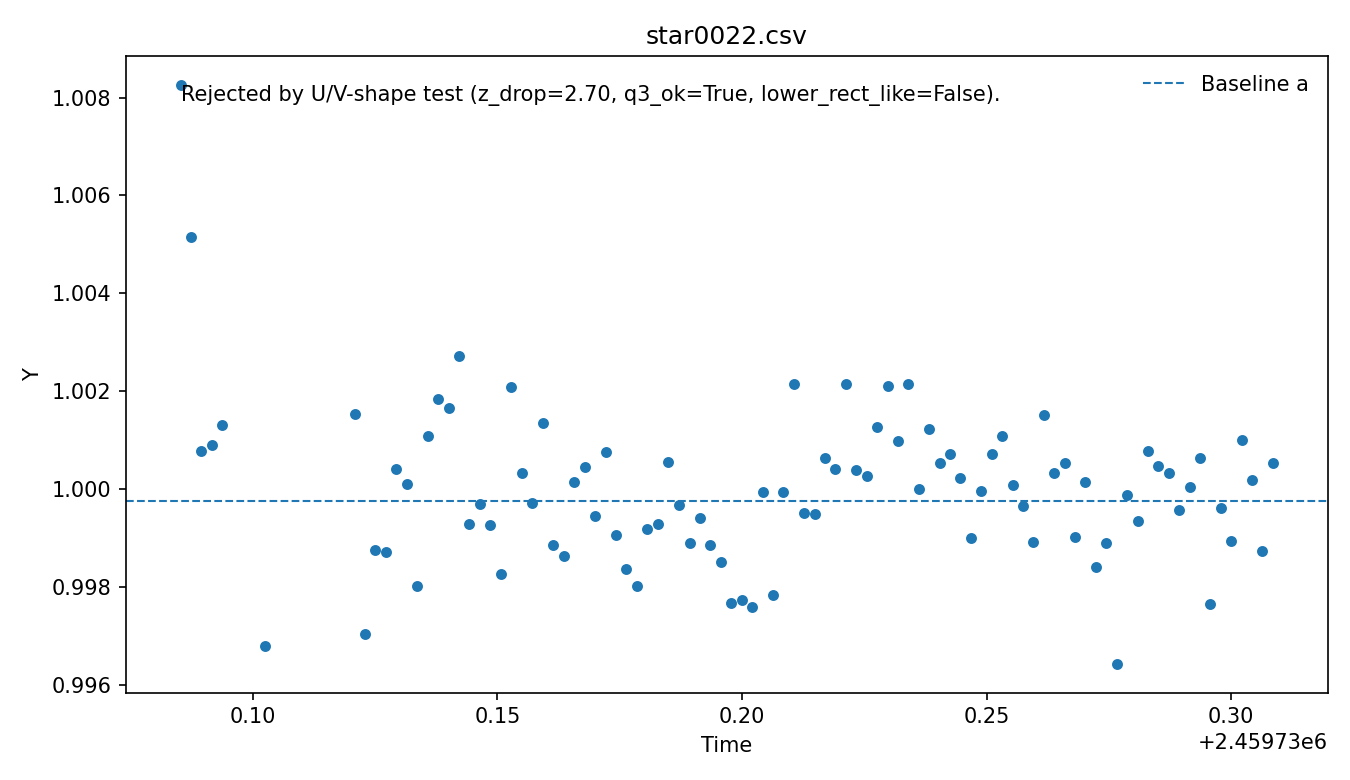 star0022.csv
Rejected by U/V-shape test (z_drop=2.70, q3_ok=True, lower_rect_like=False).
Baseline a
1.008
1.006
1.004
1.002
1.000
0.998
0.996
Y
0.10 0.15 0.20 0.25 0.30
Time
+2.45973e6